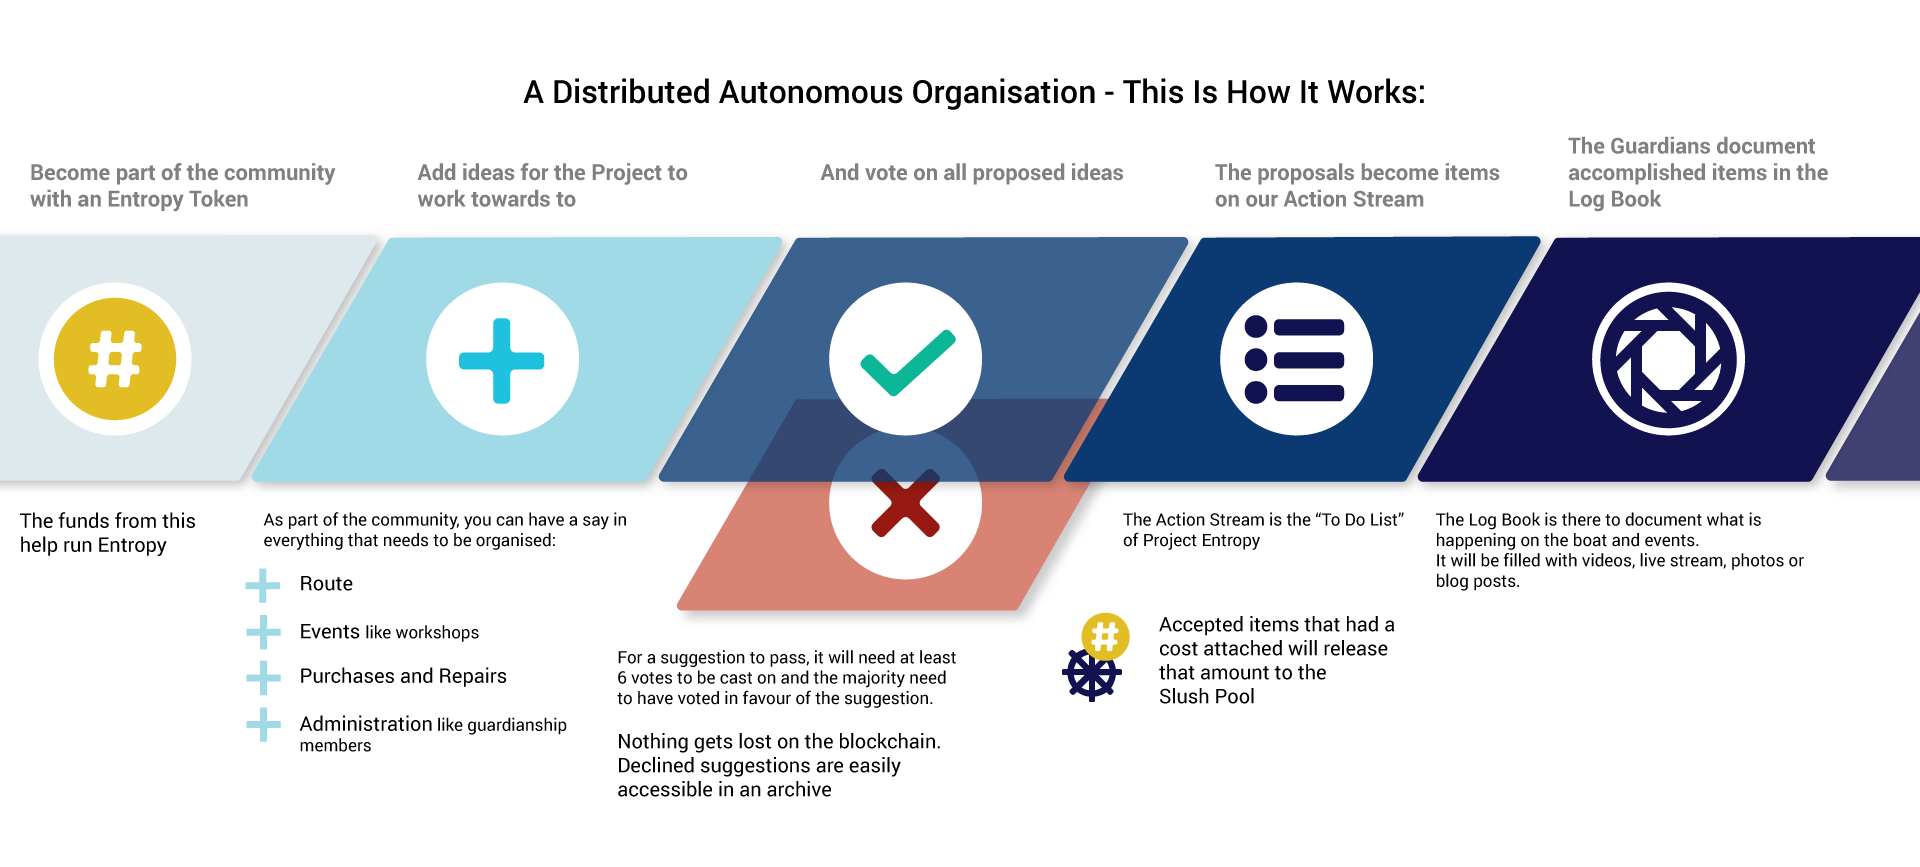 A Distributed Autonomous Organisation - This Is How It Works:
Become part of the community
with an Entropy Token
Add ideas for the Project to
work towards to
And vote on all proposed ideas
The proposals become items
on our Action Stream
The Guardians document
accomplished items in the
Log Book
#
The funds from this
help run Entropy
As part of the community, you can have a say in
everything that needs to be organised:
Route
Events like workshops
Purchases and Repairs
Administration like guardianship
members
For a suggestion to pass, it will need at least
6 votes to be cast on and the majority need
to have voted in favour of the suggestion.
Nothing gets lost on the blockchain.
Declined suggestions are easily
accessible in an archive
The Action Stream is the “To Do List”
of Project Entropy
#
Accepted items that had a
cost attached will release
that amount to the
Slush Pool
The Log Book is there to document what is
happening on the boat and events.
It will be filled with videos, live stream, photos or
blog posts.